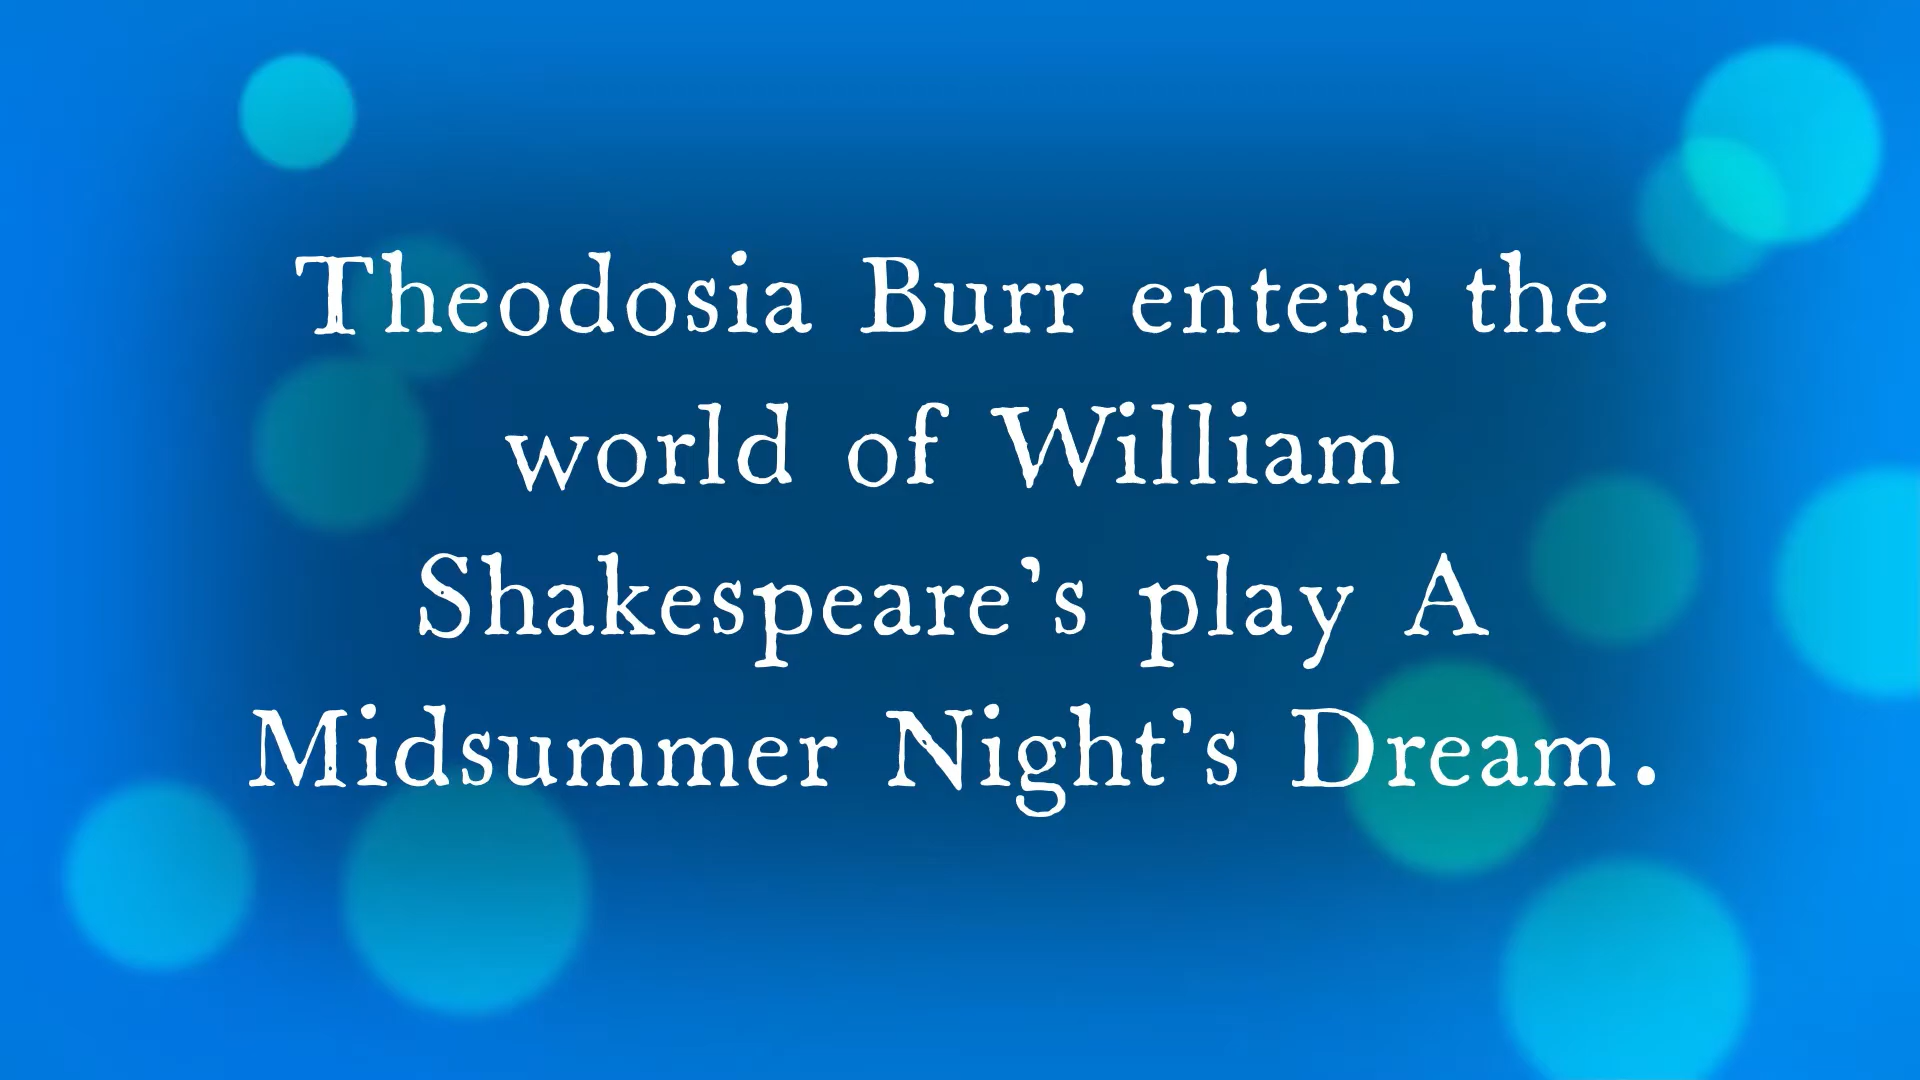 Theodosia Burr enters the
world of William
Shakespeare's play A
Midsummer Night's Dream.